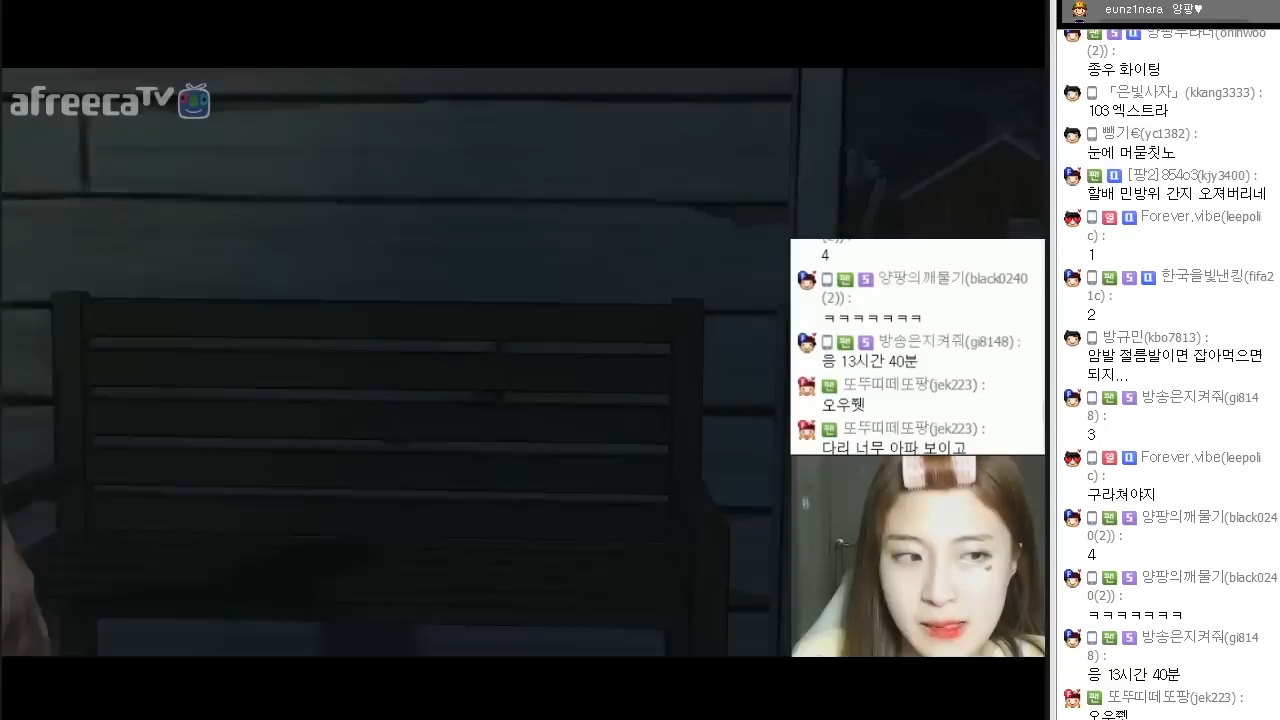 afreecaTV
4
양팡의깨물기(black0240
(2)) :
ㅋㅋㅋㅋㅋㅋㅋ
방송은지켜줘(gi8148) :
응 13시간 40분
또뚜띠떼또팡(jek223) :
오우쮓
또뚜띠떼또팡(jek223) :
다리 너무 아파 보이고
eunz1nara 양팡♥
(2)) :
종우 화이팅
「은빛사자」(kkang3333) :
103 엑스트라
뺑기€(yc1382) :
눈에 머묻칫노
[팡2]854o3(kjy3400) :
할배 민방위 간지 오져버리네
Forever,vibe(leepoli
c) :
1
한국을빛낸킹(fifa2
1c) :
2
방규민(kbo7813) :
암발 절름발이면 잡아먹으면
되지...
방송은지켜줘(gi814
8) :
3
Forever,vibe(leepoli
c) :
구라쳐야지
양팡의깨물기(black024
0(2)) :
4
양팡의깨물기(black024
0(2)) :
ㅋㅋㅋㅋㅋㅋㅋ
방송은지켜줘(gi814
8) :
응 13시간 40분
또뚜띠떼또팡(jek223) :
오우쮓